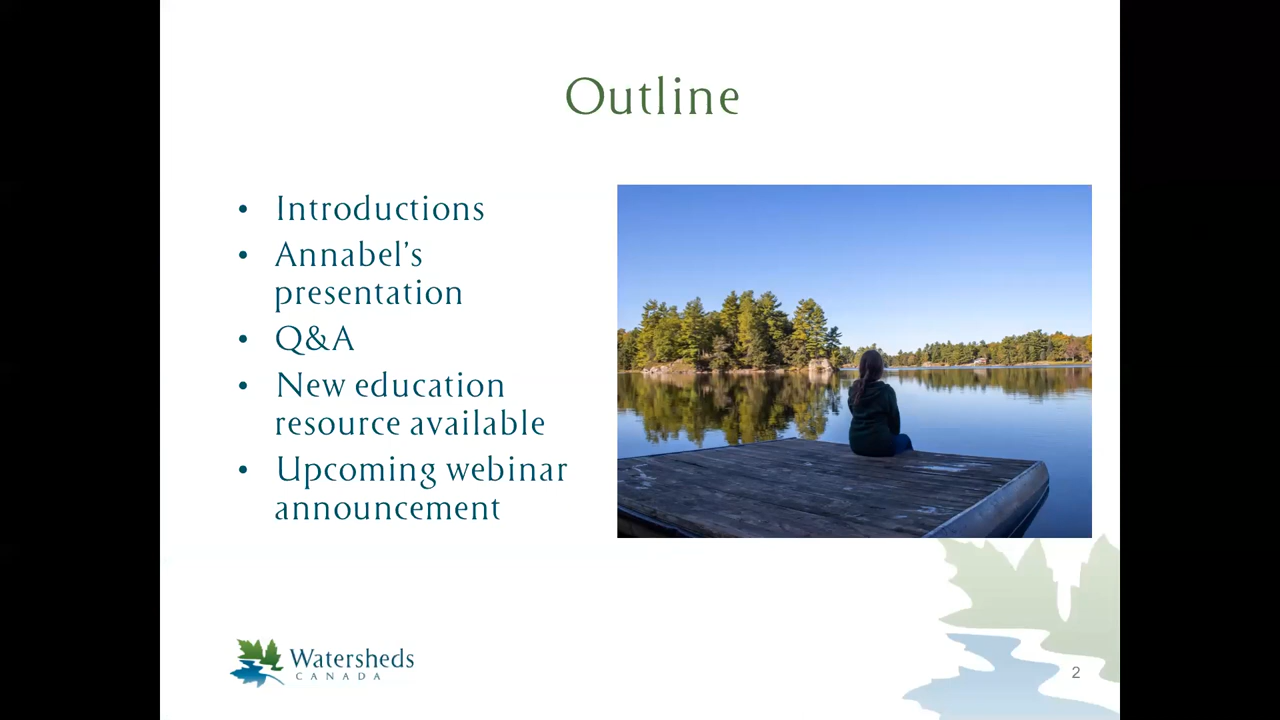 Outline
• Introductions
• Annabel's
presentation
• Q&A
• New education
resource available
• Upcoming webinar
announcement
Watersheds
CANADA
2